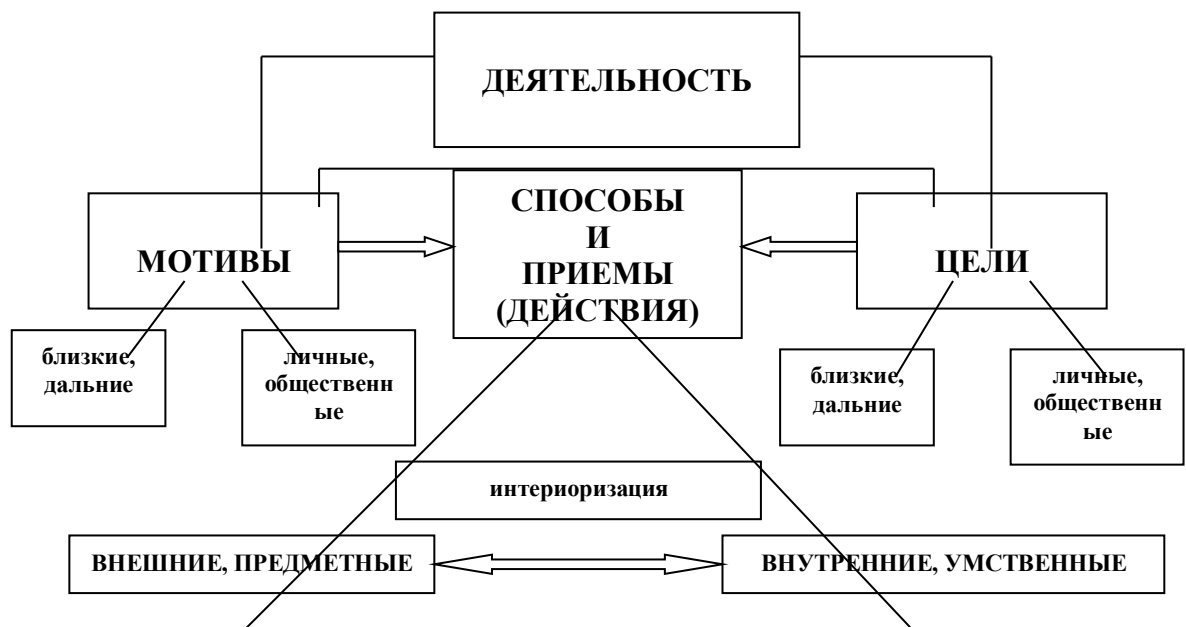 ДЕЯТЕЛЬНОСТЬ
МОТИВЫ
СПОСОБЫ
И
ПРИЕМЫ
(ДЕЙСТВИЯ)
ЦЕЛИ
близкие,
дальние
личные,
общественн
ые
близкие,
дальние
личные,
общественн
ые
интериоризация
ВНЕШНИЕ, ПРЕДМЕТНЫЕ
ВНУТРЕННИЕ, УМСТВЕННЫЕ